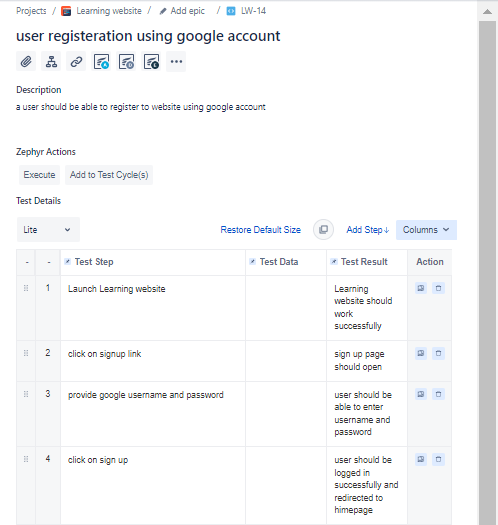 Projects / Learning website / Add epic / LW-14
user registeration using google account
Description
a user should be able to register to website using google account
Zephyr Actions
Execute Add to Test Cycle(s)
Test Details
Lite Restore Default Size Add Step↓ Columns
- - Test Step Test Data Test Result Action
1 Launch Learning website Learning
website should
work
successfully
2 click on signup link sign up page
should open
3 provide google username and password user should be
able to enter
username and
password
4 click on sign up user should be
logged in
successfully and
redirected to
himepage